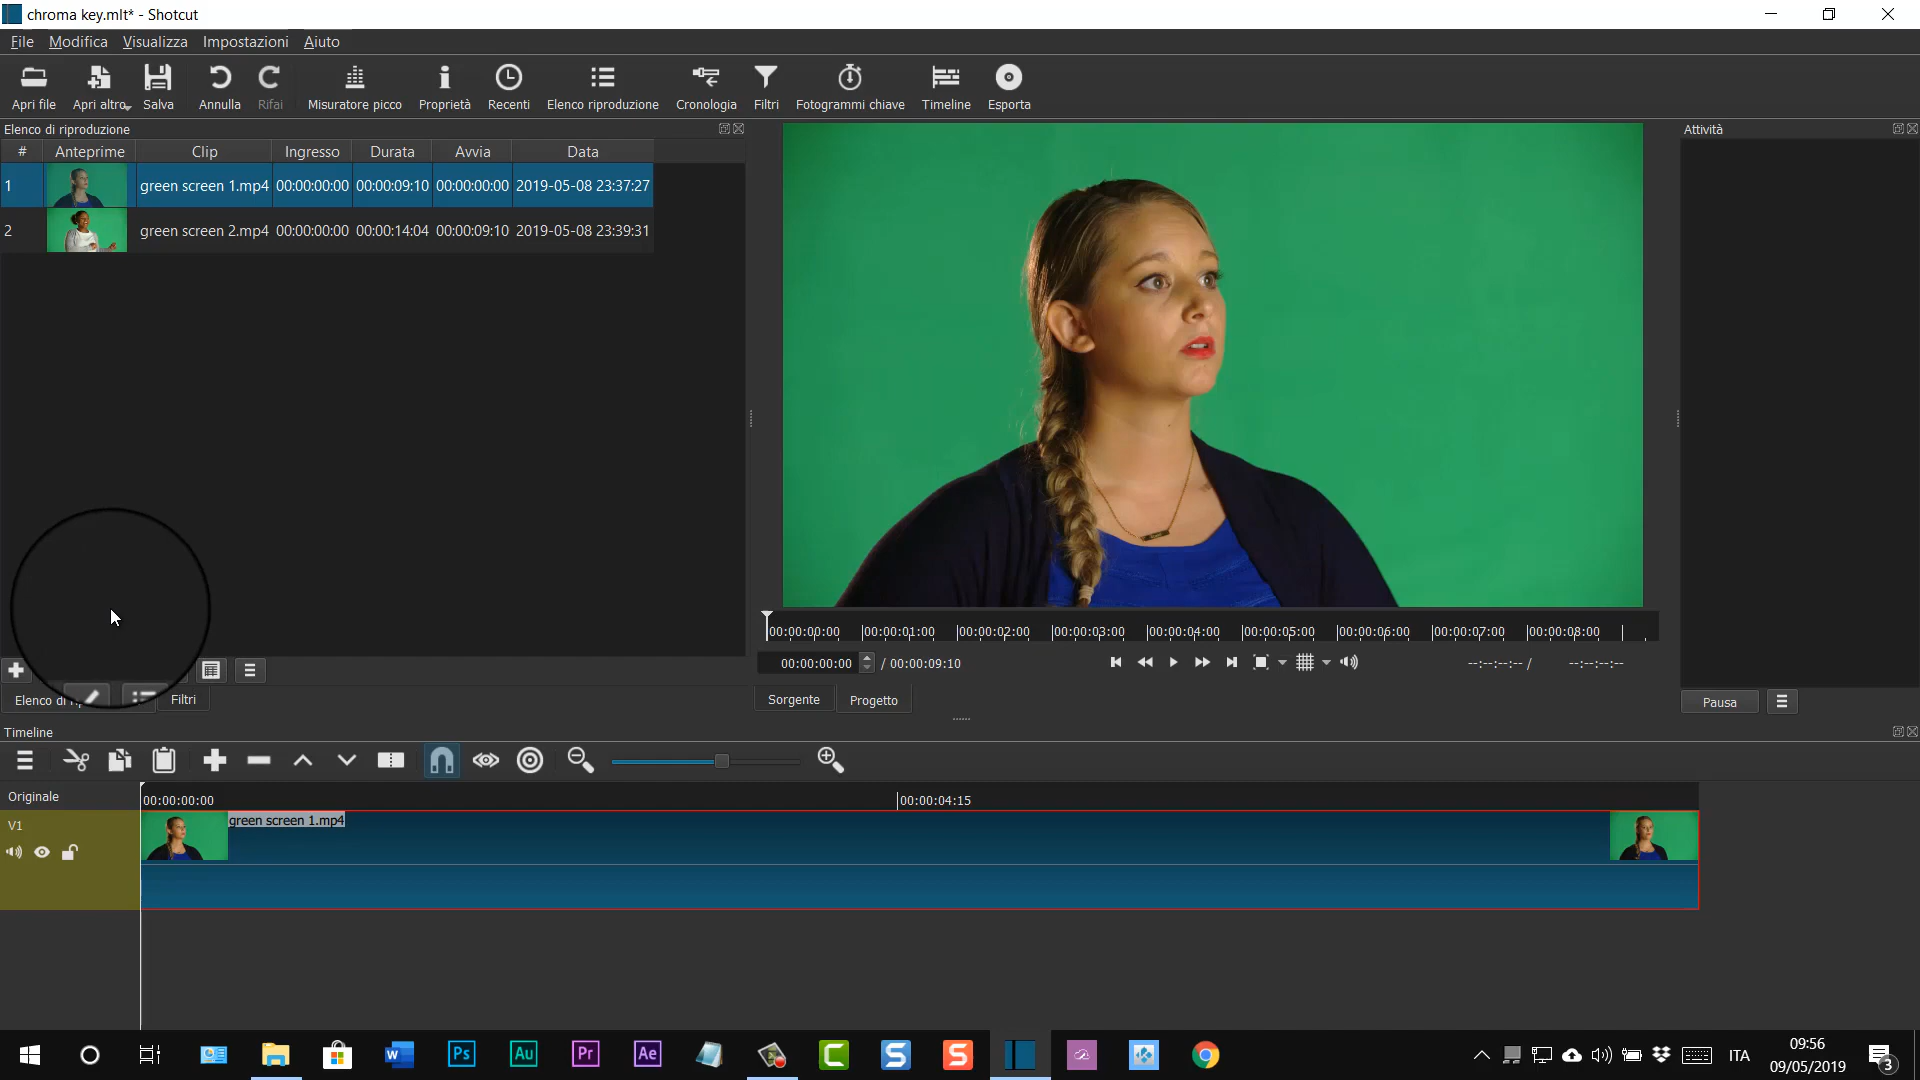 chroma key.mlt* - Shotcut
File Modifica Visualizza Impostazioni Aiuto
Apri file Apri altro Salva Annulla Rifai Misuratore picco Proprietà Recenti Elenco riproduzione Cronologia Filtri Fotogrammi chiave Timeline Esporta
Elenco di riproduzione
# Anteprime Clip Ingresso Durata Avvia Data
1 green screen 1.mp4 00:00:00:00 00:00:09:10 00:00:00:00 2019-05-08 23:37:27
2 green screen 2.mp4 00:00:00:00 00:00:14:04 00:00:09:10 2019-05-08 23:39:31
Attività
00:00:00:00 00:00:01:00 00:00:02:00 00:00:03:00 00:00:04:00 00:00:05:00 00:00:06:00 00:00:07:00 00:00:08:00
00:00:00:00 / 00:00:09:10 --:--:--:-- / --:--:--:--
Elenco di Filtri
Sorgente Progetto
Pausa
Timeline
Originale
00:00:00:00 00:00:04:15
V1
green screen 1.mp4
W Ps Au Pr Ae C S S
ITA
09:56
09/05/2019
3